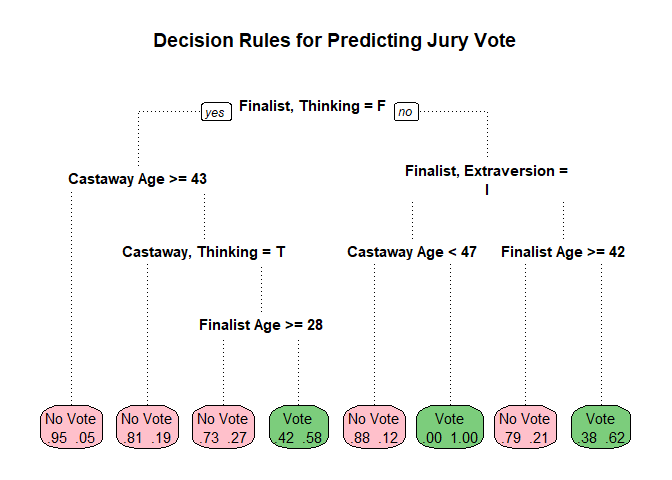 Decision Rules for Predicting Jury Vote
yes Finalist, Thinking = F no
Castaway Age >= 43
Finalist, Extraversion =
I
Castaway, Thinking = T
Castaway Age < 47
Finalist Age >= 42
Finalist Age >= 28
No Vote No Vote No Vote Vote No Vote Vote No Vote Vote
.95 .05 .81 .19 .73 .27 .42 .58 .88 .12 .00 1.00 .79 .21 .38 .62